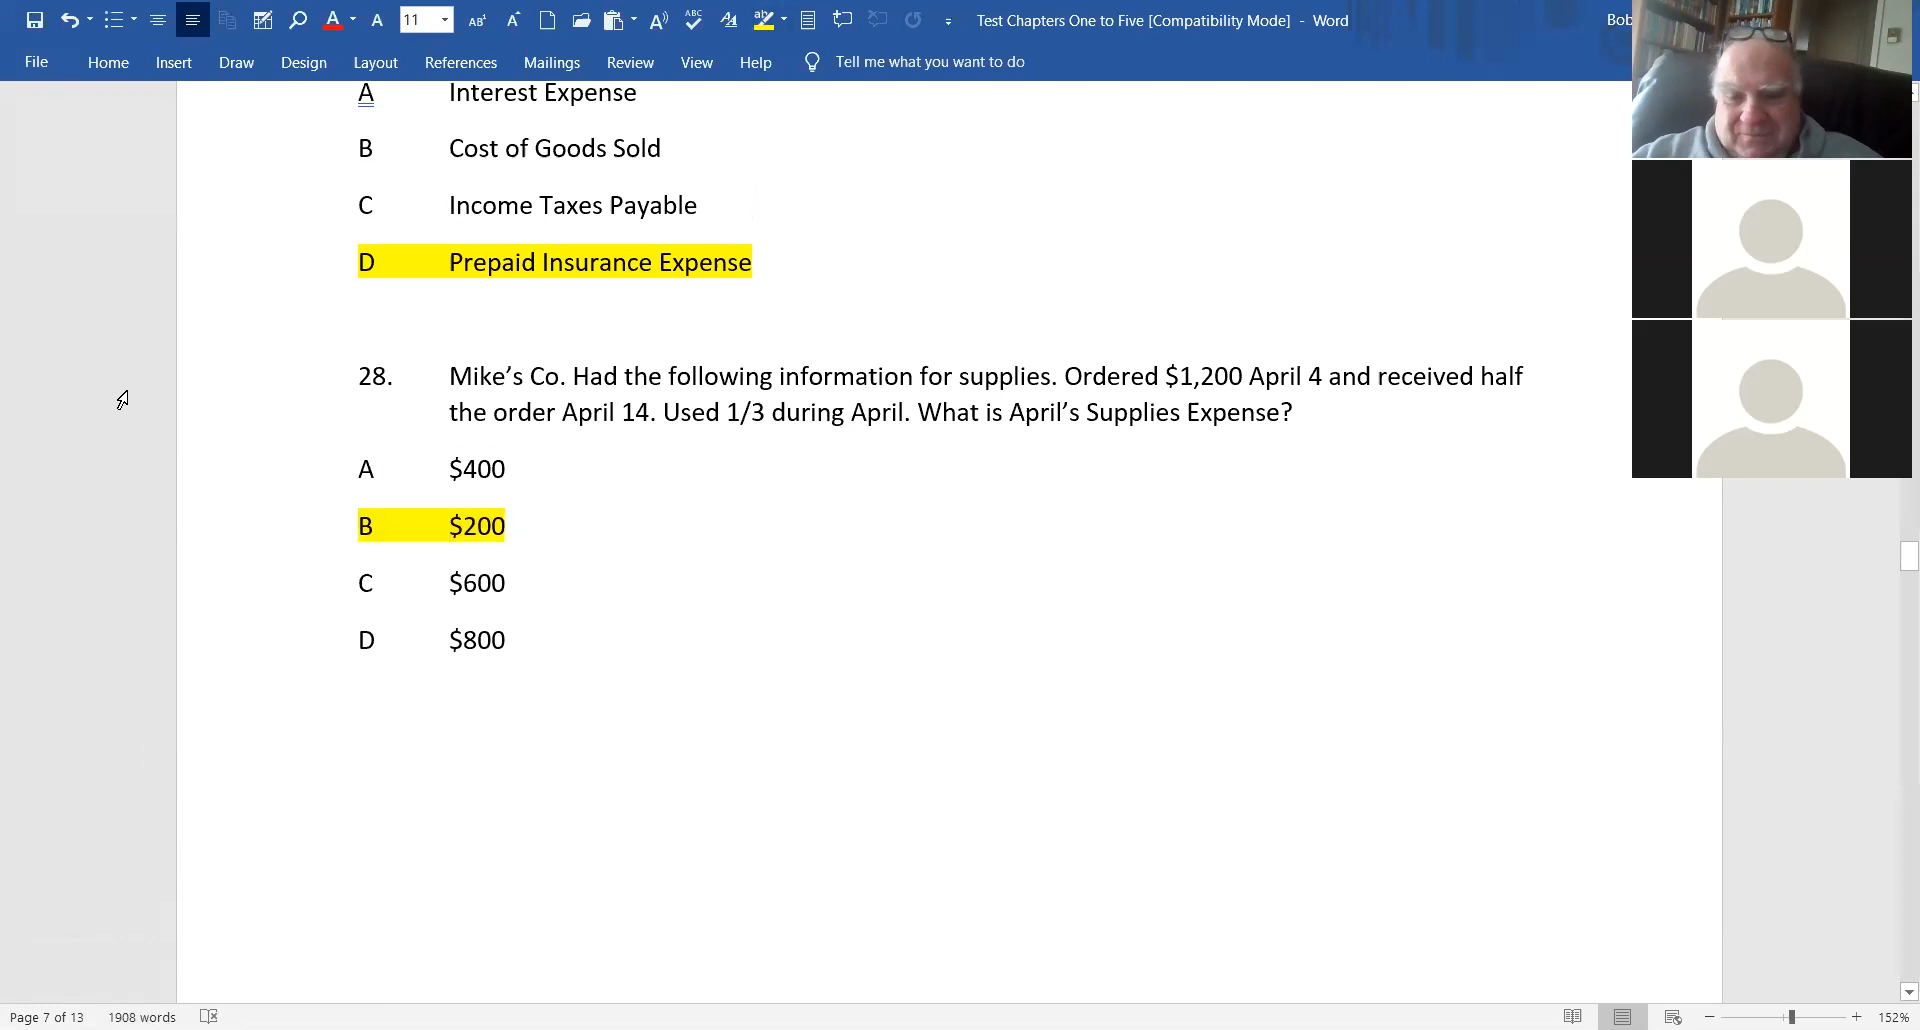 11
Test Chapters One to Five [Compatibility Mode] - Word
Bob
File Home Insert Draw Design Layout References Mailings Review View Help Tell me what you want to do
A Interest Expense
B Cost of Goods Sold
C Income Taxes Payable
D Prepaid Insurance Expense
28. Mike’s Co. Had the following information for supplies. Ordered $1,200 April 4 and received half
the order April 14. Used 1/3 during April. What is April’s Supplies Expense?
A $400
B $200
C $600
D $800
Page 7 of 13 1908 words 152%